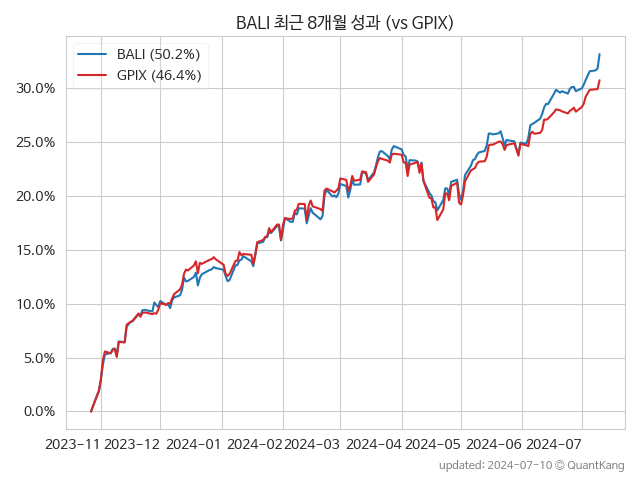 BALI 최근 8개월 성과 (vs GPIX)
BALI (50.2%)
GPIX (46.4%)
30.0%
25.0%
20.0%
15.0%
10.0%
5.0%
0.0%
2023-11 2023-12 2024-01 2024-02 2024-03 2024-04 2024-05 2024-06 2024-07
updated: 2024-07-10 © QuantKang